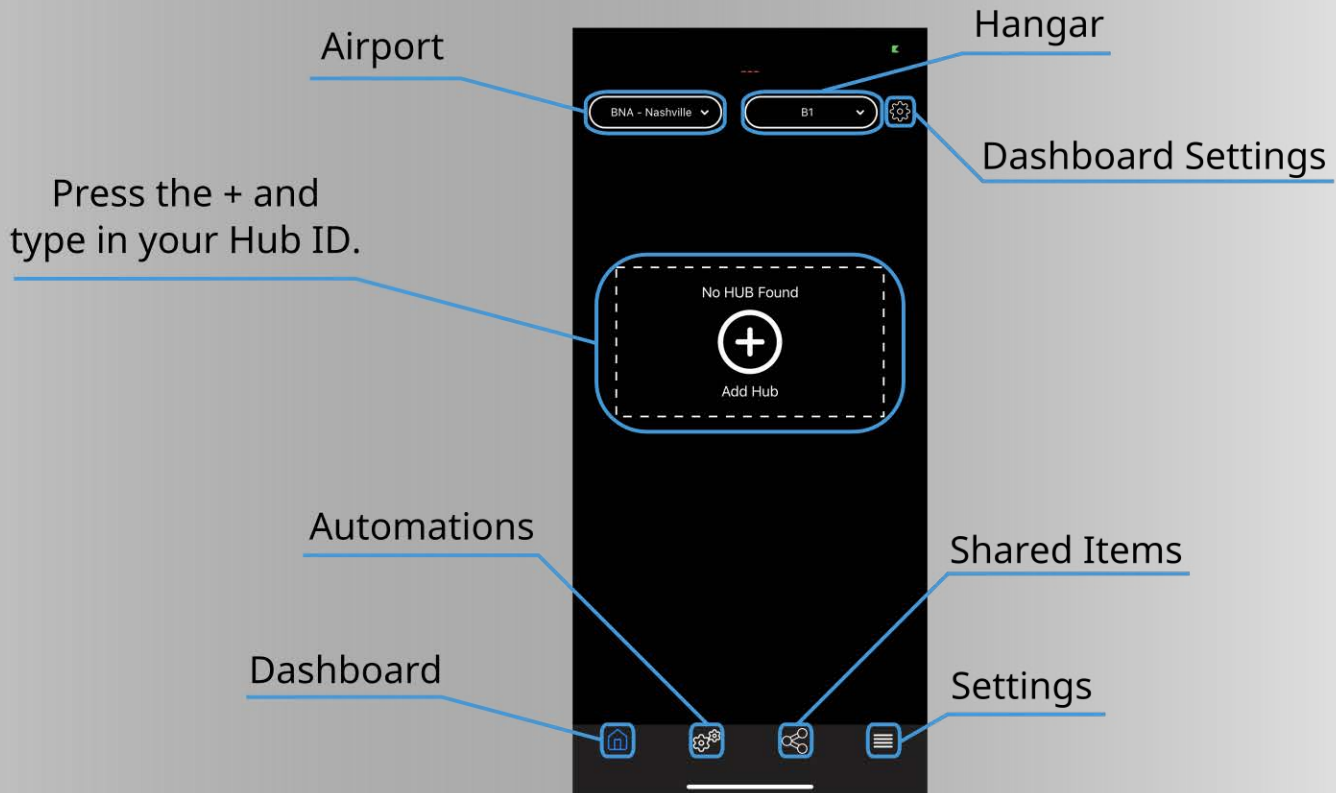 Airport
Hangar
---
BNA - Nashville
B1
Dashboard Settings
Press the + and
type in your Hub ID.
No HUB Found
Add Hub
Automations
Shared Items
Dashboard
Settings